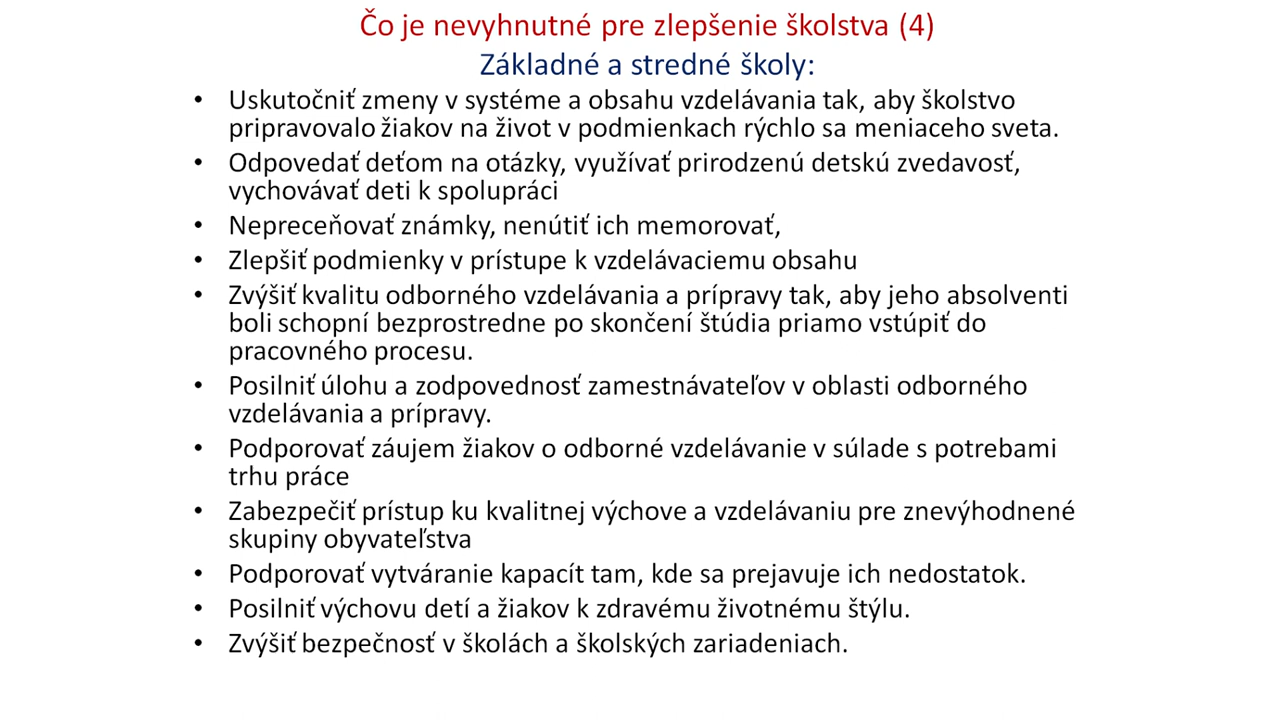 Čo je nevyhnutné pre zlepšenie školstva (4)
Základné a stredné školy:
• Uskutočniť zmeny v systéme a obsahu vzdelávania tak, aby školstvo
pripravovalo žiakov na život v podmienkach rýchlo sa meniaceho sveta.
• Odpovedať deťom na otázky, využívať prirodzenú detskú zvedavosť,
vychovávať deti k spolupráci
• Nepreceňovať známky, nenútiť ich memorovať,
• Zlepšiť podmienky v prístupe k vzdelávaciemu obsahu
• Zvýšiť kvalitu odborného vzdelávania a prípravy tak, aby jeho absolventi
boli schopní bezprostredne po skončení štúdia priamo vstúpiť do
pracovného procesu.
• Posilniť úlohu a zodpovednosť zamestnávateľov v oblasti odborného
vzdelávania a prípravy.
• Podporovať záujem žiakov o odborné vzdelávanie v súlade s potrebami
trhu práce
• Zabezpečiť prístup ku kvalitnej výchove a vzdelávaniu pre znevýhodnené
skupiny obyvateľstva
• Podporovať vytváranie kapacít tam, kde sa prejavuje ich nedostatok.
• Posilniť výchovu detí a žiakov k zdravému životnému štýlu.
• Zvýšiť bezpečnosť v školách a školských zariadeniach.